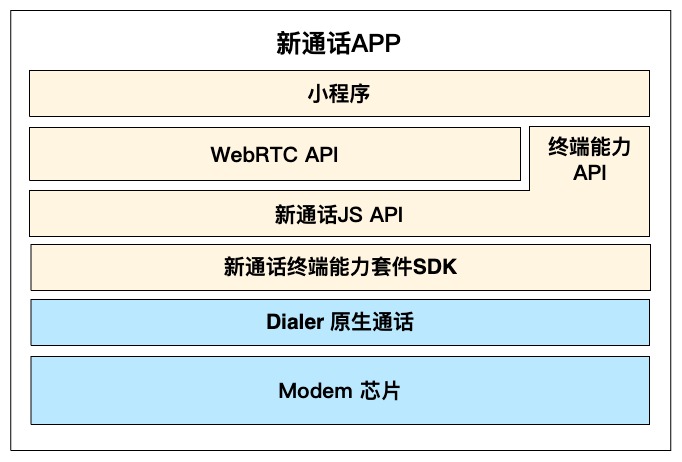 新通话APP
小程序
WebRTC API
终端能力
API
新通话JS API
新通话终端能力套件SDK
Dialer 原生通话
Modem 芯片